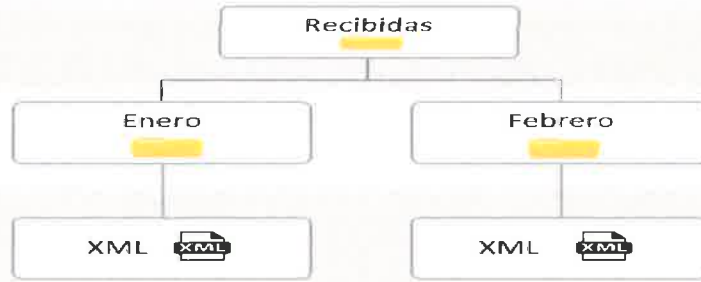 Recibidas
Enero
Febrero
XML XML
XML XML